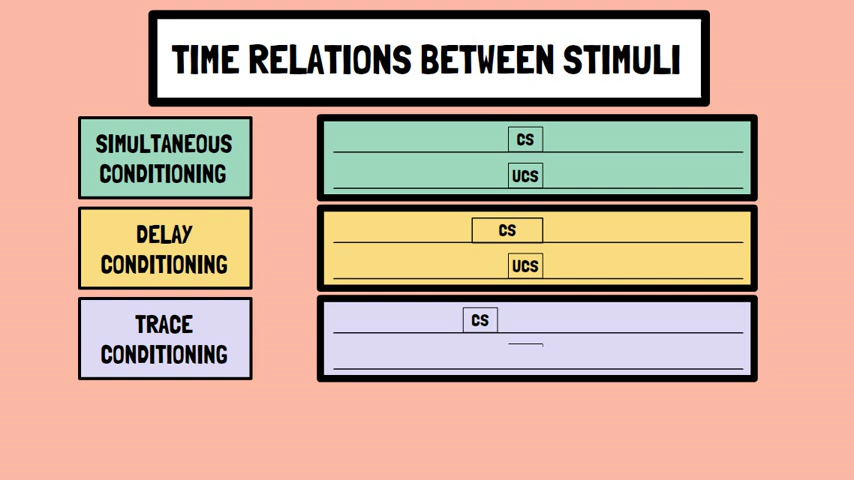 TIME RELATIONS BETWEEN STIMULI
SIMULTANEOUS
CONDITIONING
CS
UCS
DELAY
CONDITIONING
CS
UCS
TRACE
CONDITIONING
CS